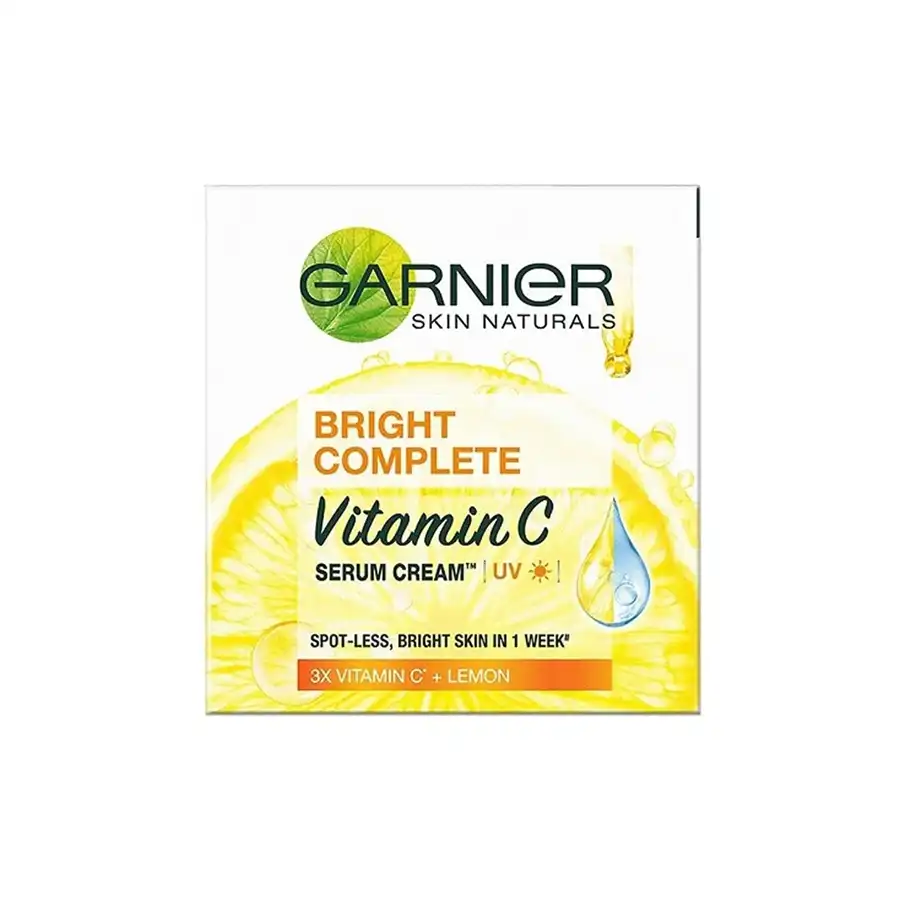 GARNIER
SKIN NATURALS
BRIGHT
COMPLETE
Vitamin C
SERUM CREAM™ | UV |
SPOT-LESS, BRIGHT SKIN IN 1 WEEK#
3X VITAMIN C* + LEMON